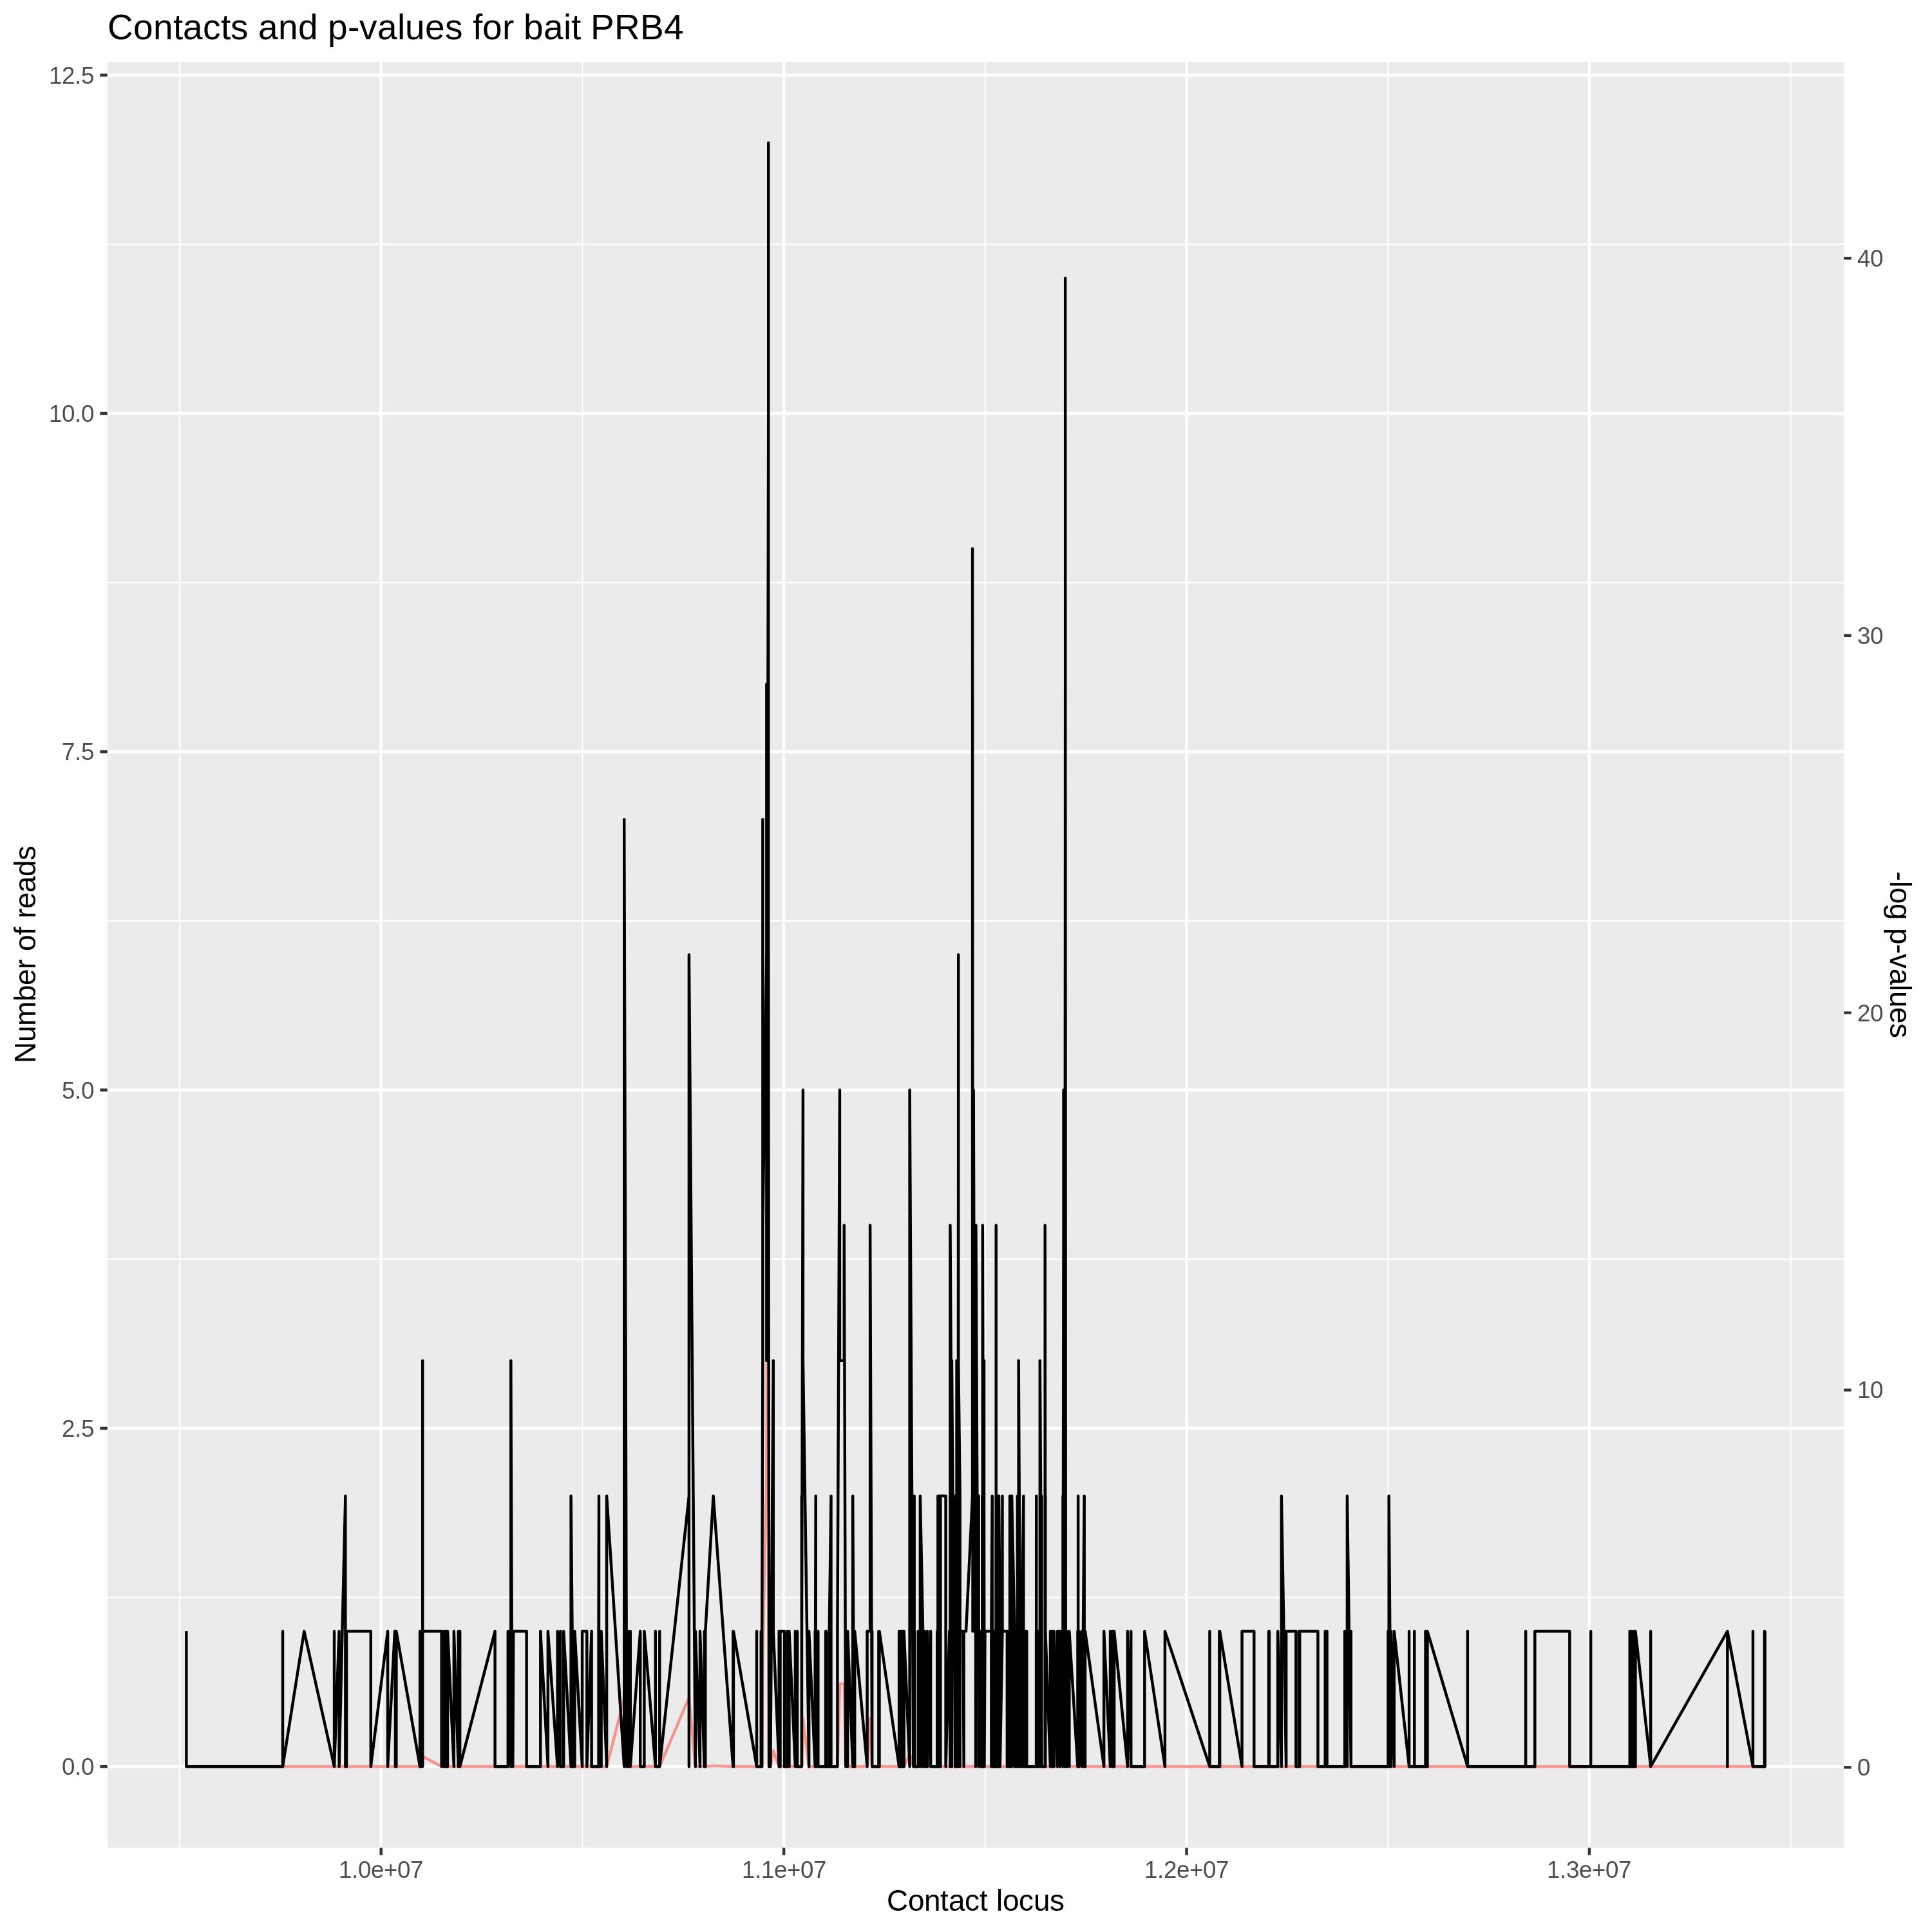 Contacts and p-values for bait PRB4
12.5
10.0
7.5
5.0
2.5
0.0
Number of reads
40
30
20
10
0
-log p-values
1.0e+07
1.1e+07
1.2e+07
1.3e+07
Contact locus